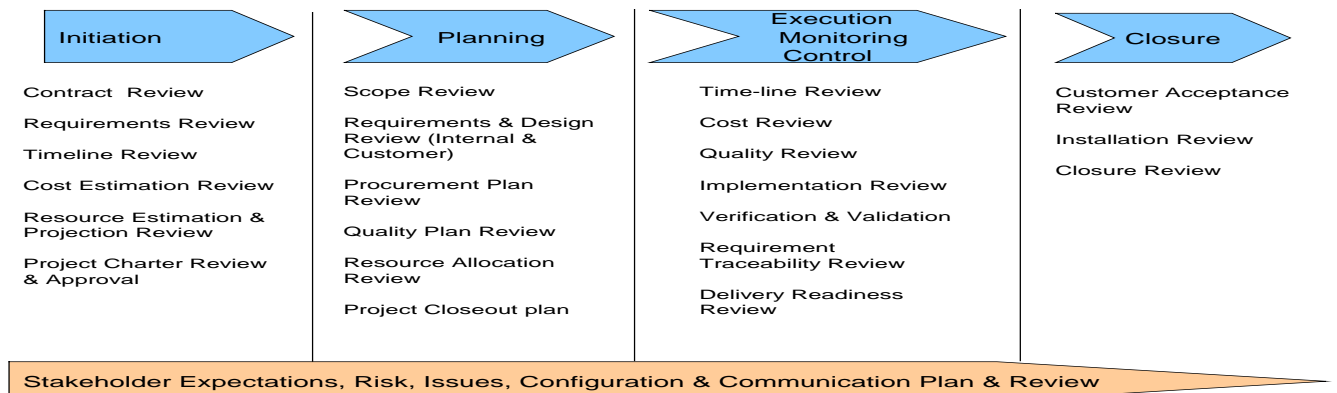 Initiation
Planning
Execution
Monitoring
Control
Closure
Contract Review
Requirements Review
Timeline Review
Cost Estimation Review
Resource Estimation &
Projection Review
Project Charter Review
& Approval
Scope Review
Requirements & Design
Review (Internal &
Customer)
Procurement Plan
Review
Quality Plan Review
Resource Allocation
Review
Project Closeout plan
Time-line Review
Cost Review
Quality Review
Implementation Review
Verification & Validation
Requirement
Traceability Review
Delivery Readiness
Review
Customer Acceptance
Review
Installation Review
Closure Review
Stakeholder Expectations, Risk, Issues, Configuration & Communication Plan & Review